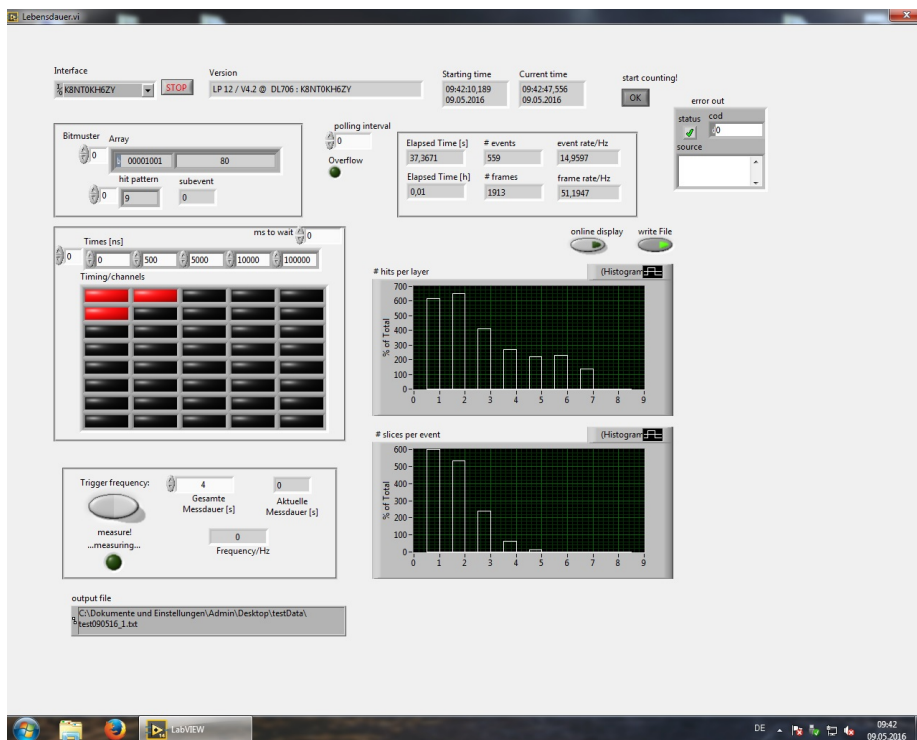 Lebensdauer.vi
Interface
K8NT0KH6ZY
STOP
Version
LP 12 / V4.2 @ DL706 : K8NT0KH6ZY
Starting time
09:42:10,189
09.05.2016
Current time
09:42:47,556
09.05.2016
start counting!
OK
error out
status
cod
0
source
Bitmuster
Array
0
00001001
80
hit pattern
0
9
subevent
0
polling interval
0
Overflow
Elapsed Time [s]
37,3671
# events
559
event rate/Hz
14,9597
Elapsed Time [h]
0,01
# frames
1913
frame rate/Hz
51,1947
ms to wait
0
Times [ns]
0
0
500
5000
10000
100000
Timing/channels
online display
write File
# hits per layer
(Histogram
% of Total
700
600
500
400
300
200
100
0
0 1 2 3 4 5 6 7 8 9
# slices per event
(Histogram
% of Total
600
500
400
300
200
100
0
0 1 2 3 4 5 6 7 8 9
Trigger frequency:
measure!
...measuring...
4
Gesamte
Messdauer [s]
0
Aktuelle
Messdauer [s]
0
Frequency/Hz
output file
C:\Dokumente und Einstellungen\Admin\Desktop\testData\
test090516_1.txt
LabVIEW
DE
09:42
09.05.2016